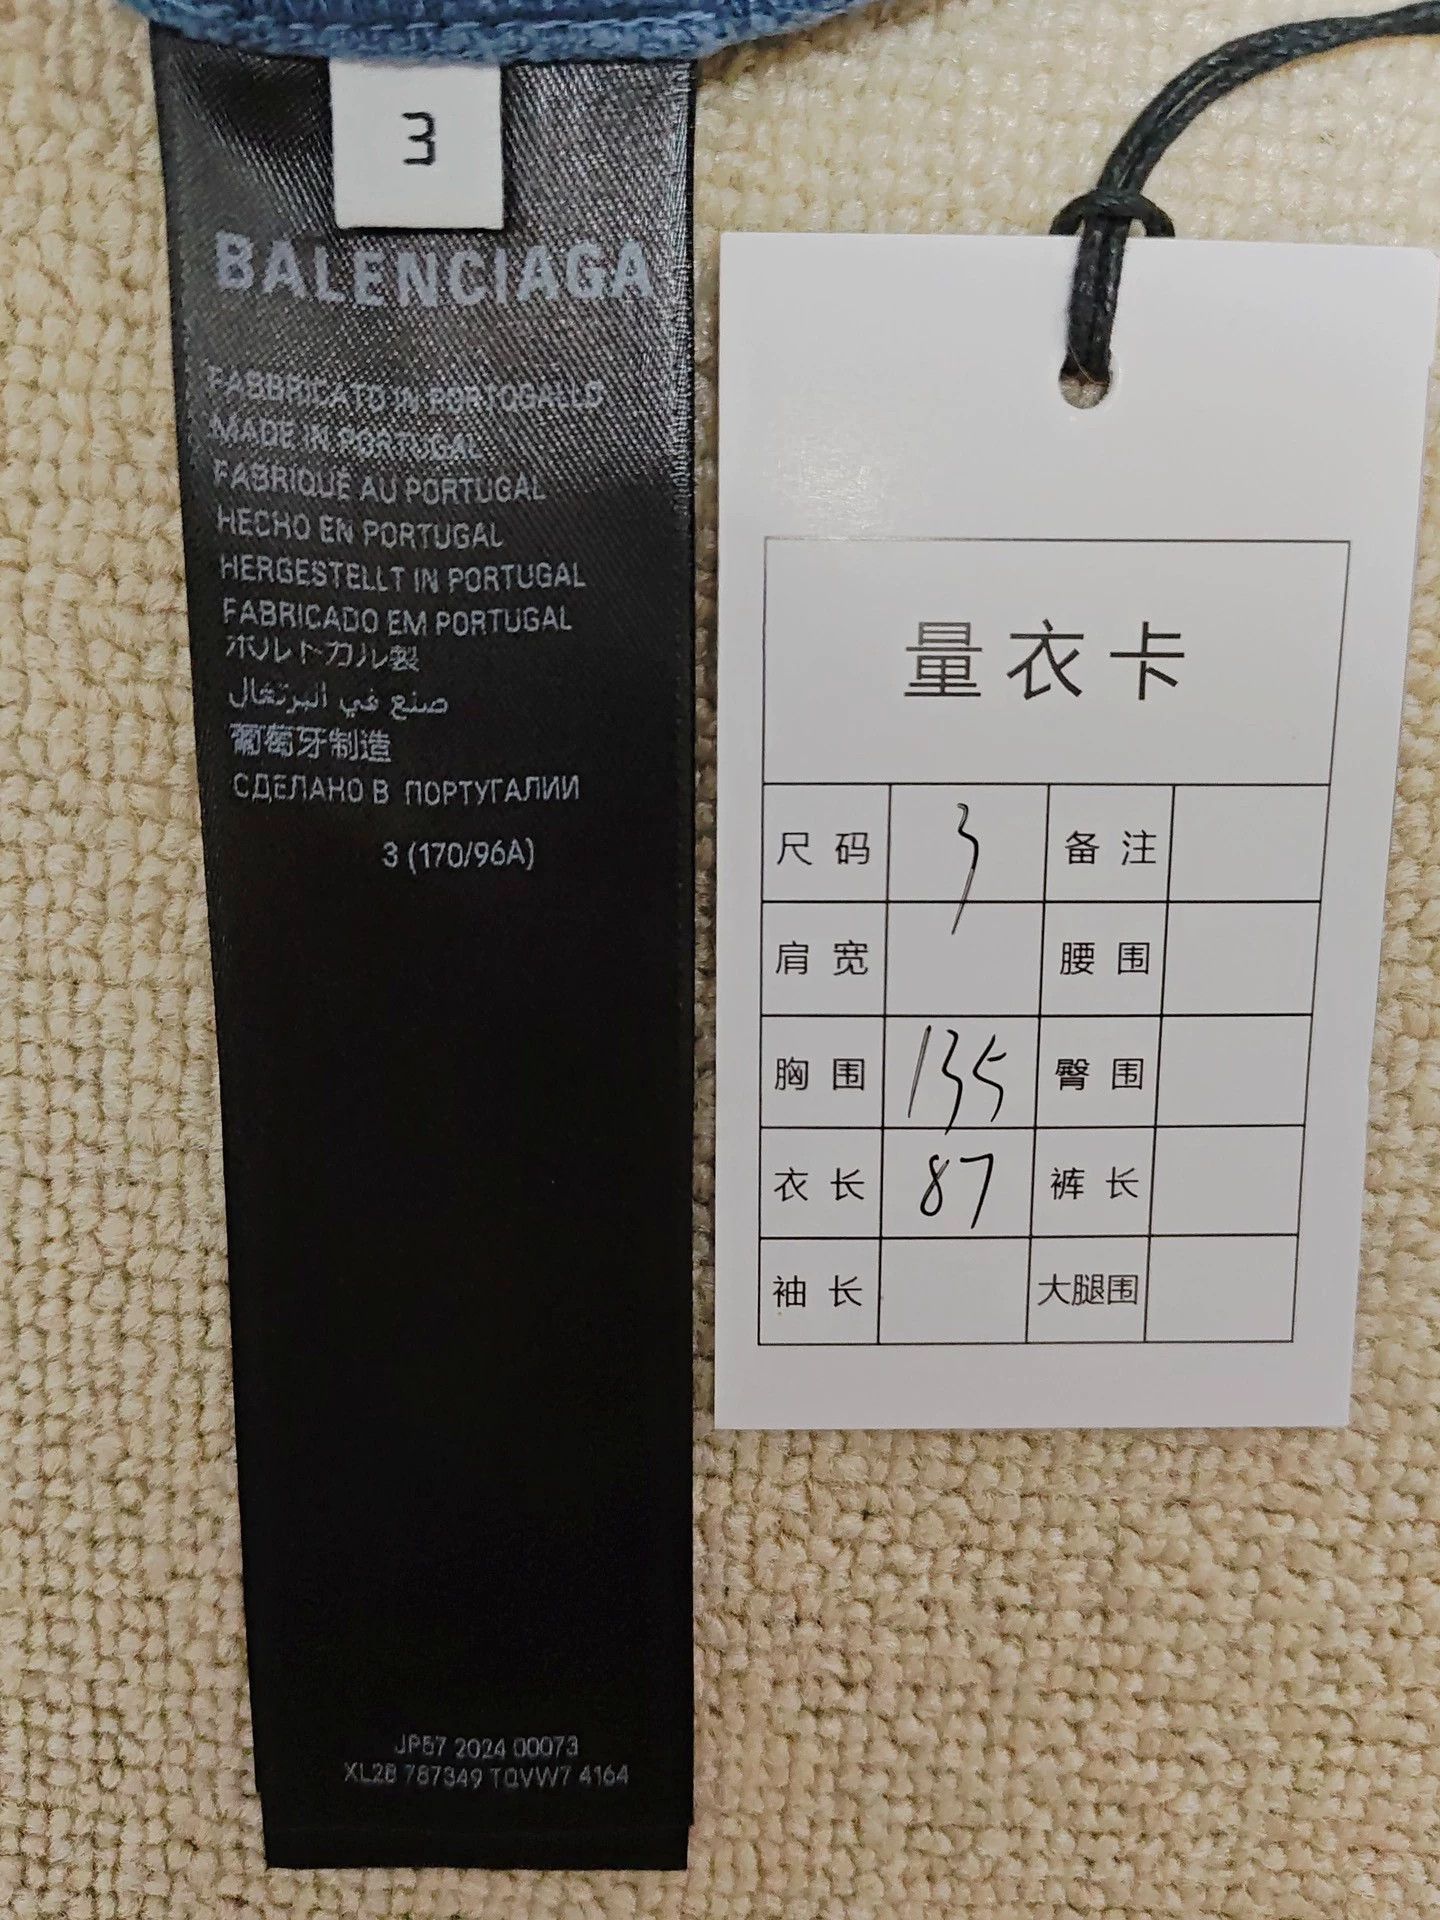 3
BALENCIAGA
FABBRICATO IN PORTOGALLO
MADE IN PORTUGAL
FABRIQUÉ AU PORTUGAL
HECHO EN PORTUGAL
HERGESTELLT IN PORTUGAL
FABRICADO EM PORTUGAL
ポルトガル製
صنع في البرتغال
葡萄牙制造
СДЕЛАНО В ПОРТУГАЛИИ
3 (170/96A)
JP57 2024 00073
XL28 787349 TQVW7 4164
量衣卡
尺码 3 备注
肩宽 腰围
胸围 135 臀围
衣长 87 裤长
袖长 大腿围